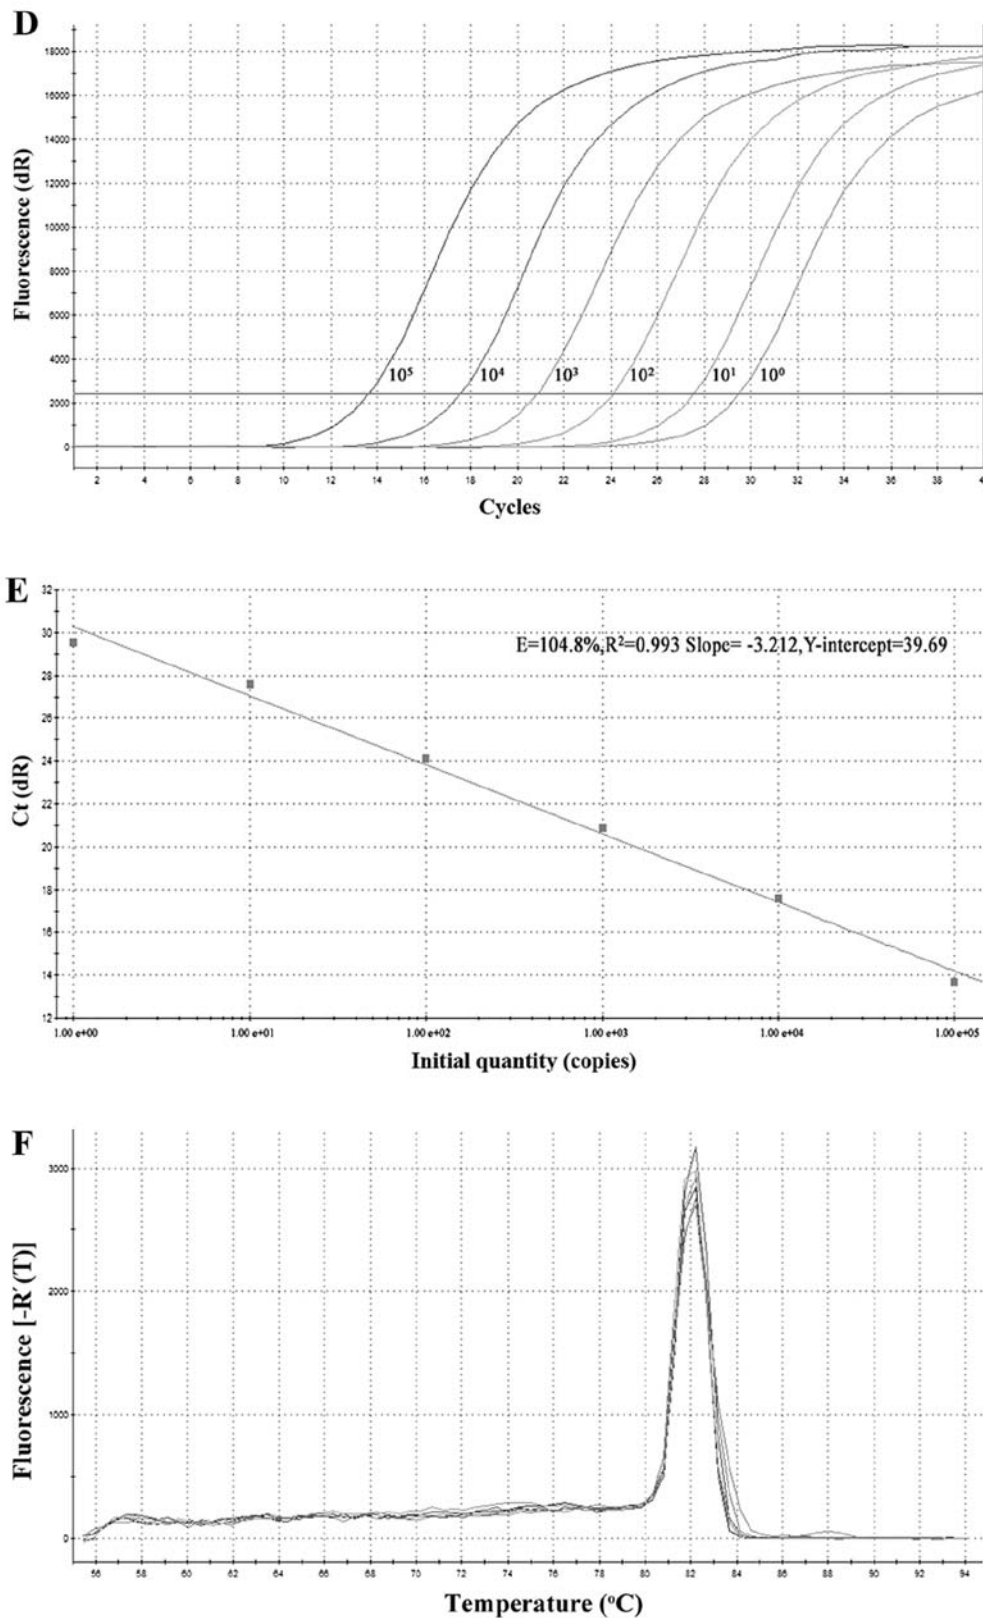 D
Fluorescence (dR)
18000
16000
14000
12000
10000
8000
6000
4000
2000
0
10⁵ 10⁴ 10³ 10² 10¹ 10⁰
2 4 6 8 10 12 14 16 18 20 22 24 26 28 30 32 34 36 38 4
Cycles
E
Ct (dR)
32
30
28
26
24
22
20
18
16
14
12
E=104.8%,R²=0.993 Slope= -3.212,Y-intercept=39.69
1.00 e+00 1.00 e+01 1.00 e+02 1.00 e+03 1.00 e+04 1.00 e+05
Initial quantity (copies)
F
Fluorescence [-R´(T)]
3000
2000
1000
0
56 58 60 62 64 66 68 70 72 74 76 78 80 82 84 86 88 90 92 94
Temperature (°C)